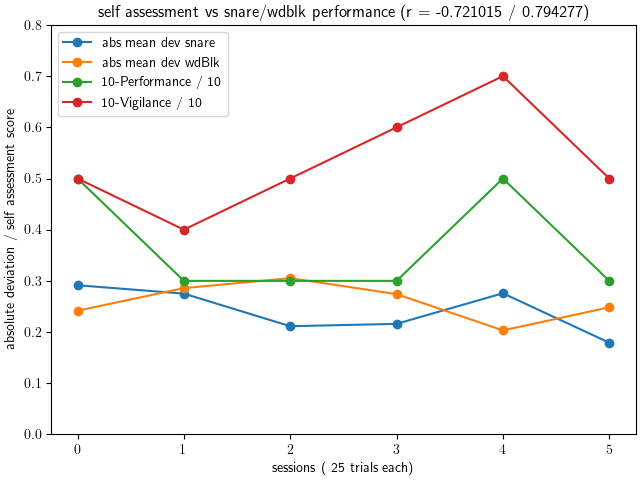 self assessment vs snare/wdblk performance (r = -0.721015 / 0.794277)
abs mean dev snare
abs mean dev wdBlk
10-Performance / 10
10-Vigilance / 10
absolute deviation / self assessment score
0.8
0.7
0.6
0.5
0.4
0.3
0.2
0.1
0.0
0 1 2 3 4 5
sessions ( 25 trials each)